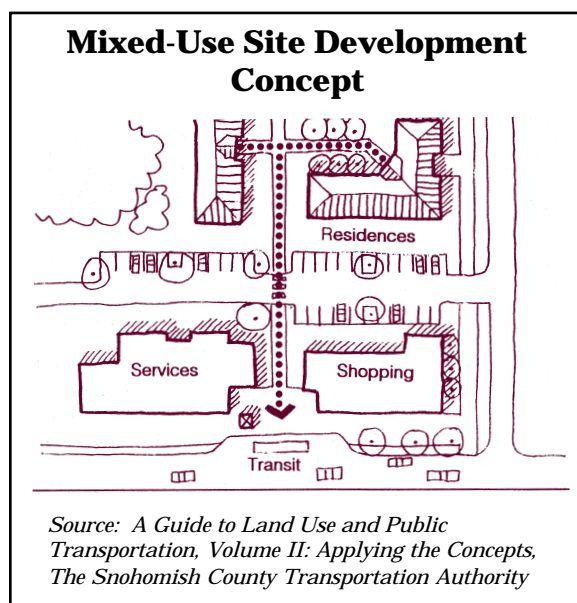 Mixed-Use Site Development
Concept
Residences
Services
Shopping
Transit
Source: A Guide to Land Use and Public
Transportation, Volume II: Applying the Concepts,
The Snohomish County Transportation Authority